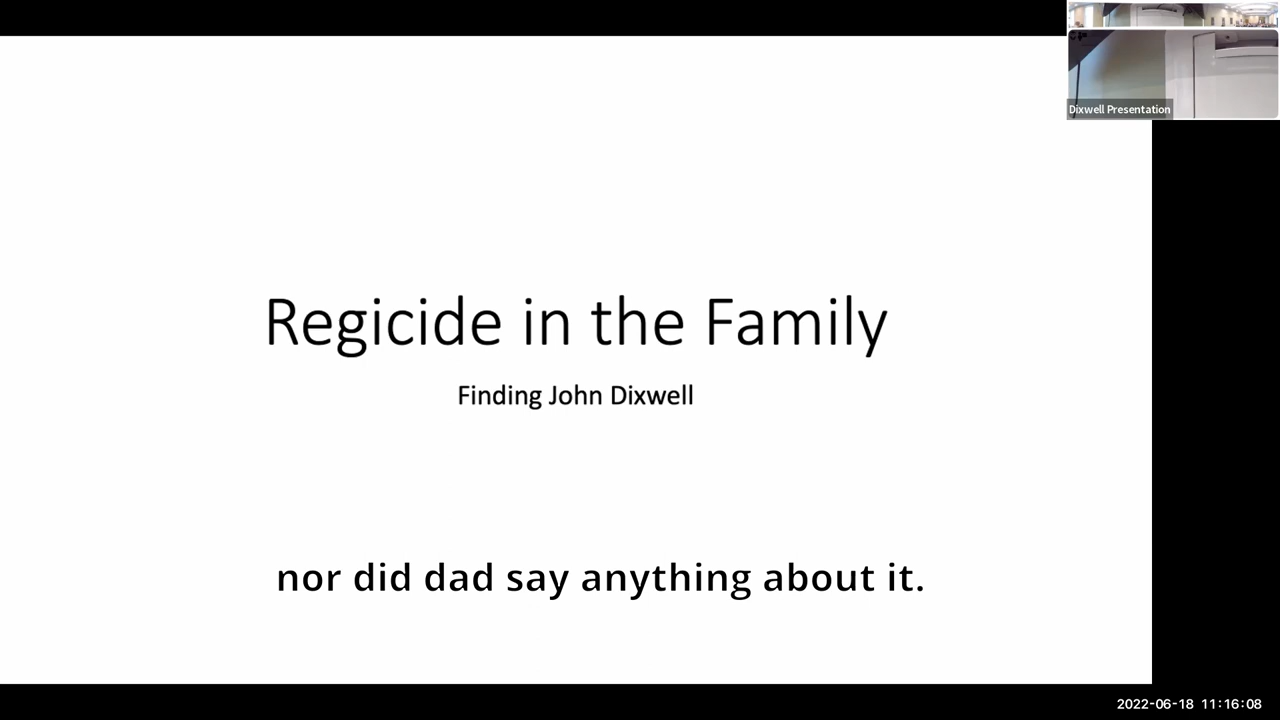 Dixwell Presentation
Regicide in the Family
Finding John Dixwell
nor did dad say anything about it.
2022-06-18 11:16:08